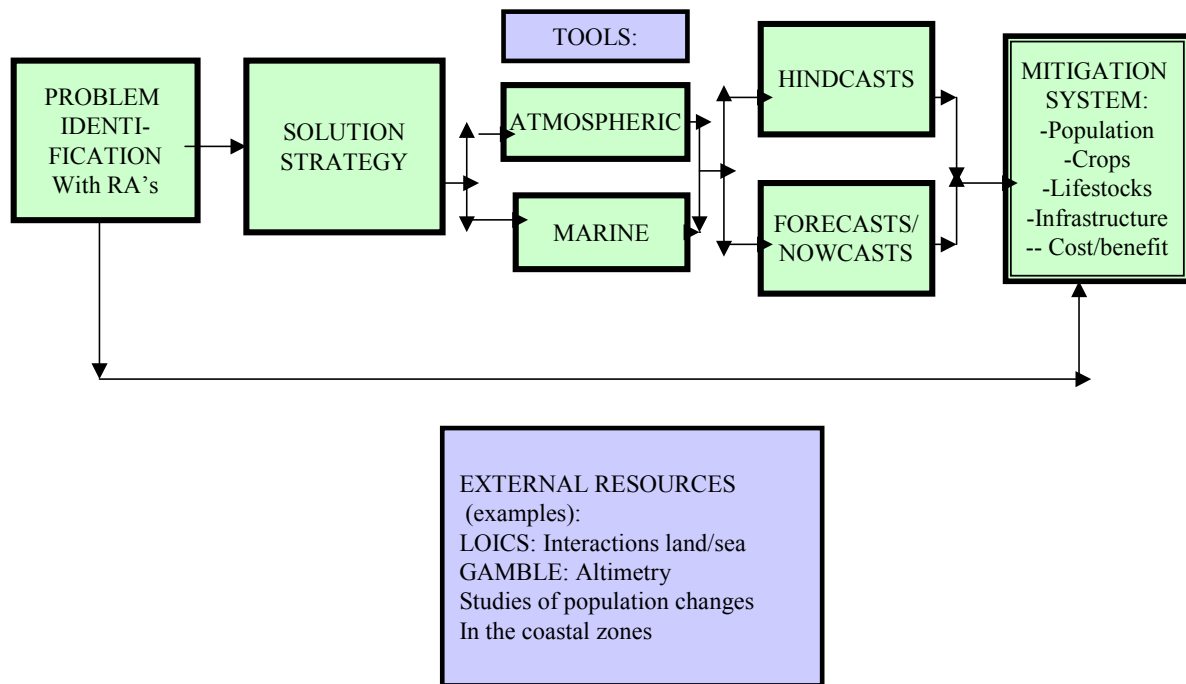 TOOLS:
PROBLEM
IDENTI-
FICATION
With RA's
SOLUTION
STRATEGY
ATMOSPHERIC
MARINE
HINDCASTS
FORECASTS/
NOWCASTS
MITIGATION
SYSTEM:
-Population
-Crops
-Lifestocks
-Infrastructure
-- Cost/benefit
EXTERNAL RESOURCES
(examples):
LOICS: Interactions land/sea
GAMBLE: Altimetry
Studies of population changes
In the coastal zones